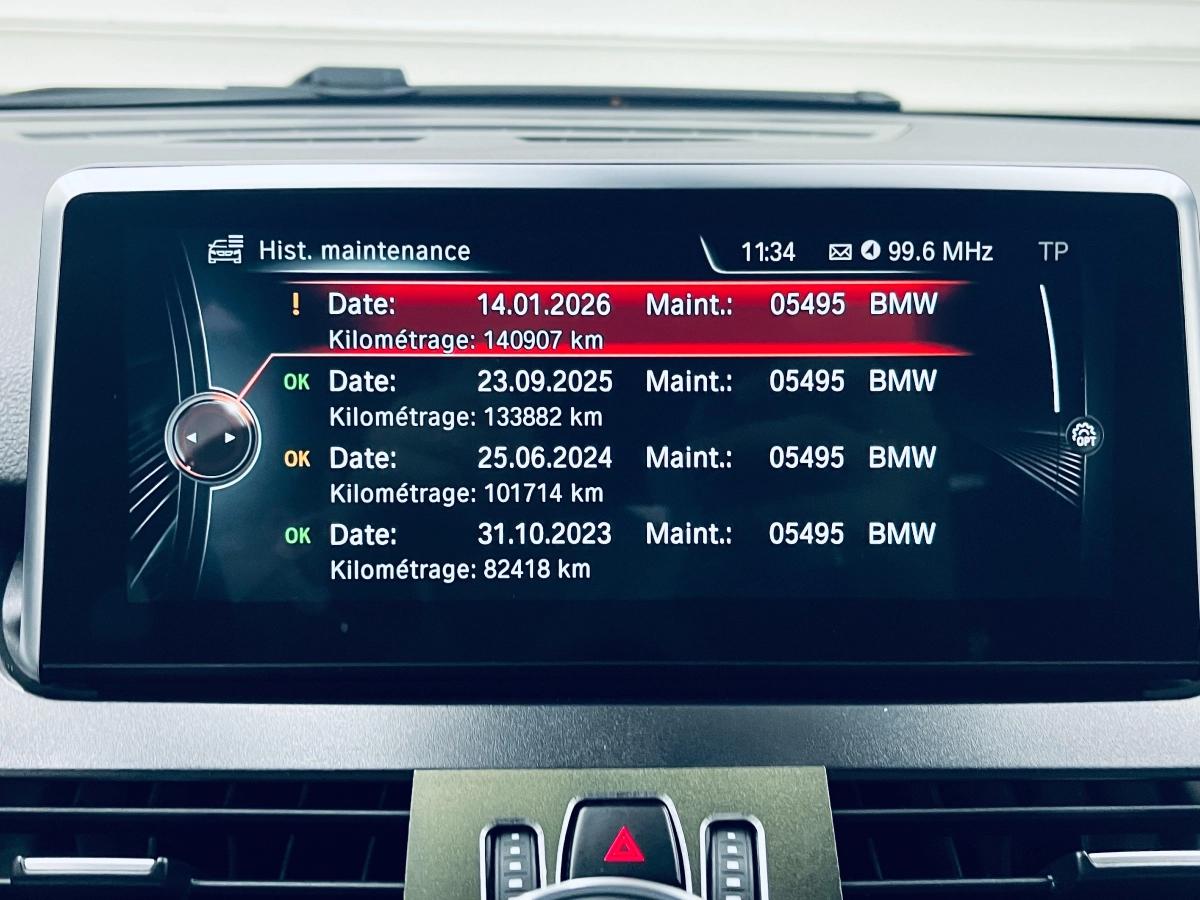 Hist. maintenance 11:34 99.6 MHz TP
! Date: 14.01.2026 Maint.: 05495 BMW
Kilométrage: 140907 km
OK Date: 23.09.2025 Maint.: 05495 BMW
Kilométrage: 133882 km
OK Date: 25.06.2024 Maint.: 05495 BMW
Kilométrage: 101714 km
OK Date: 31.10.2023 Maint.: 05495 BMW
Kilométrage: 82418 km
OPT